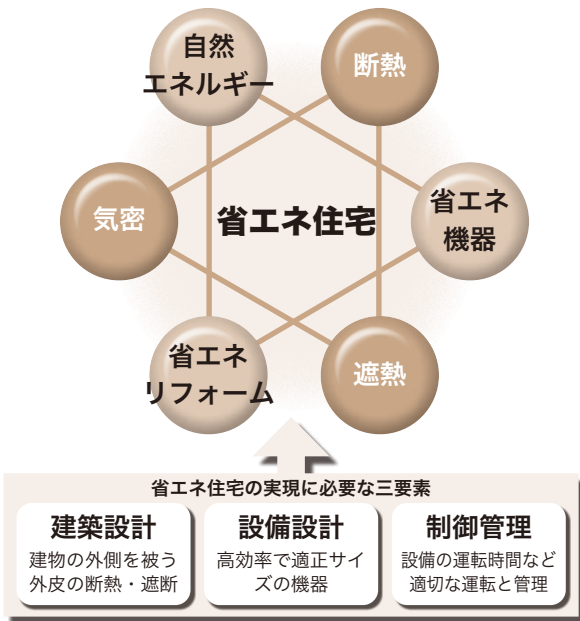 自然
エネルギー
断熱
気密
省エネ住宅
省エネ
機器
省エネ
リフォーム
遮熱
省エネ住宅の実現に必要な三要素
建築設計
建物の外側を被う
外皮の断熱・遮断
設備設計
高効率で適正サイ
ズの機器
制御管理
設備の運転時間など
適切な運転と管理